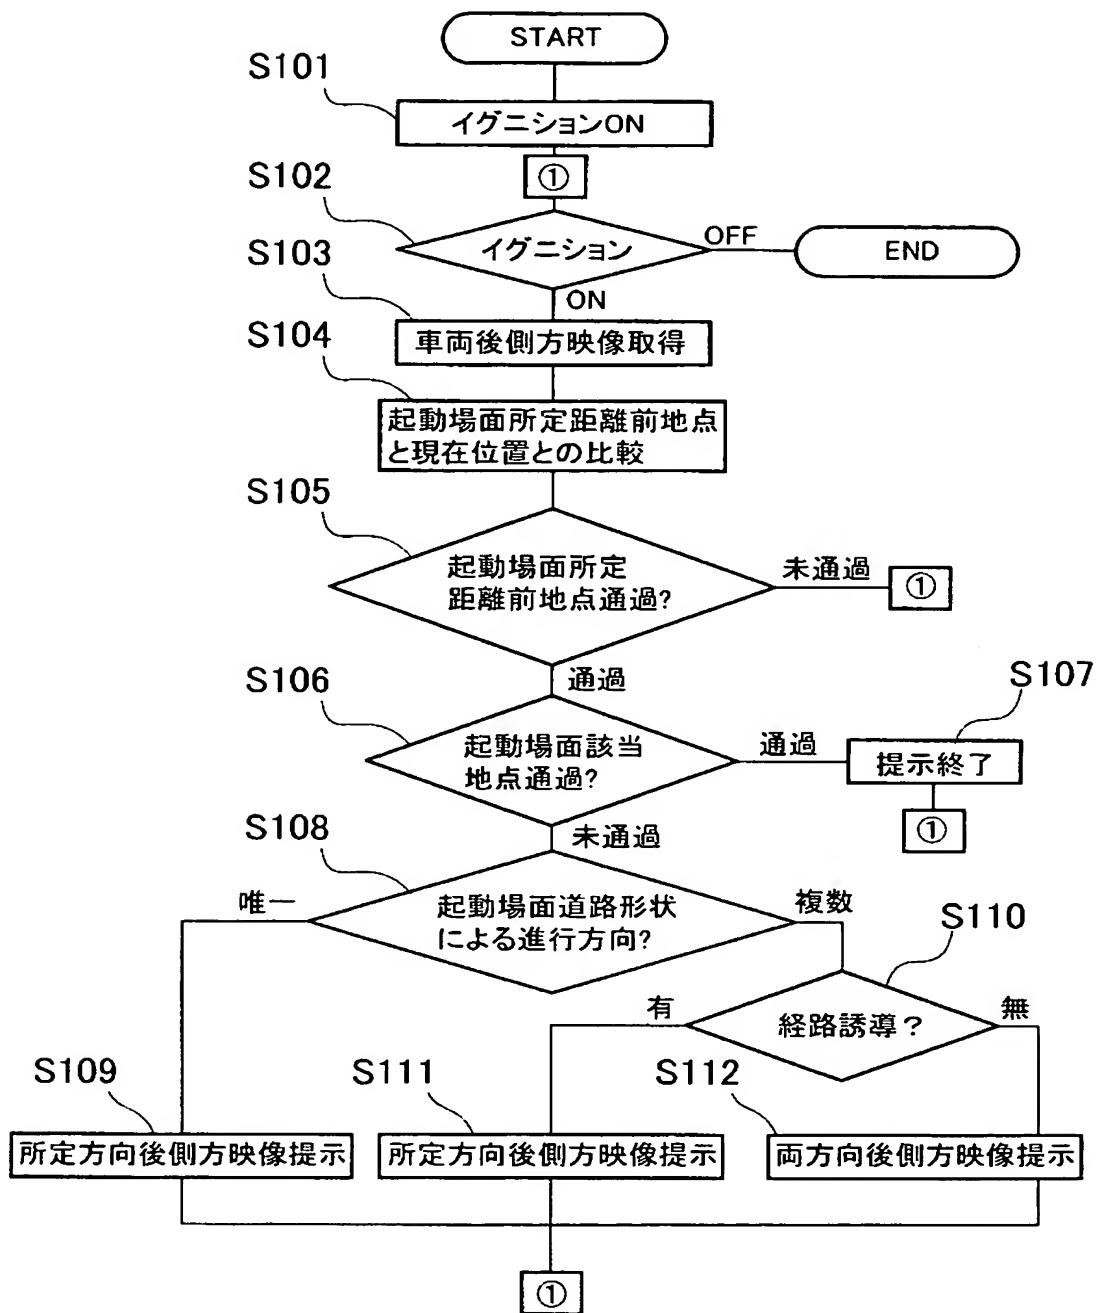 START
S101
イグニションON
①
S102
イグニション
OFF
END
S103
ON
車両後側方映像取得
S104
起動場面所定距離前地点
と現在位置との比較
S105
起動場面所定
距離前地点通過?
未通過
①
通過
S106
起動場面該当
地点通過?
通過
S107
提示終了
①
未通過
S108
起動場面道路形状
による進行方向?
唯一
複数
S110
経路誘導?
有
無
S109
所定方向後側方映像提示
S111
所定方向後側方映像提示
S112
両方向後側方映像提示
①